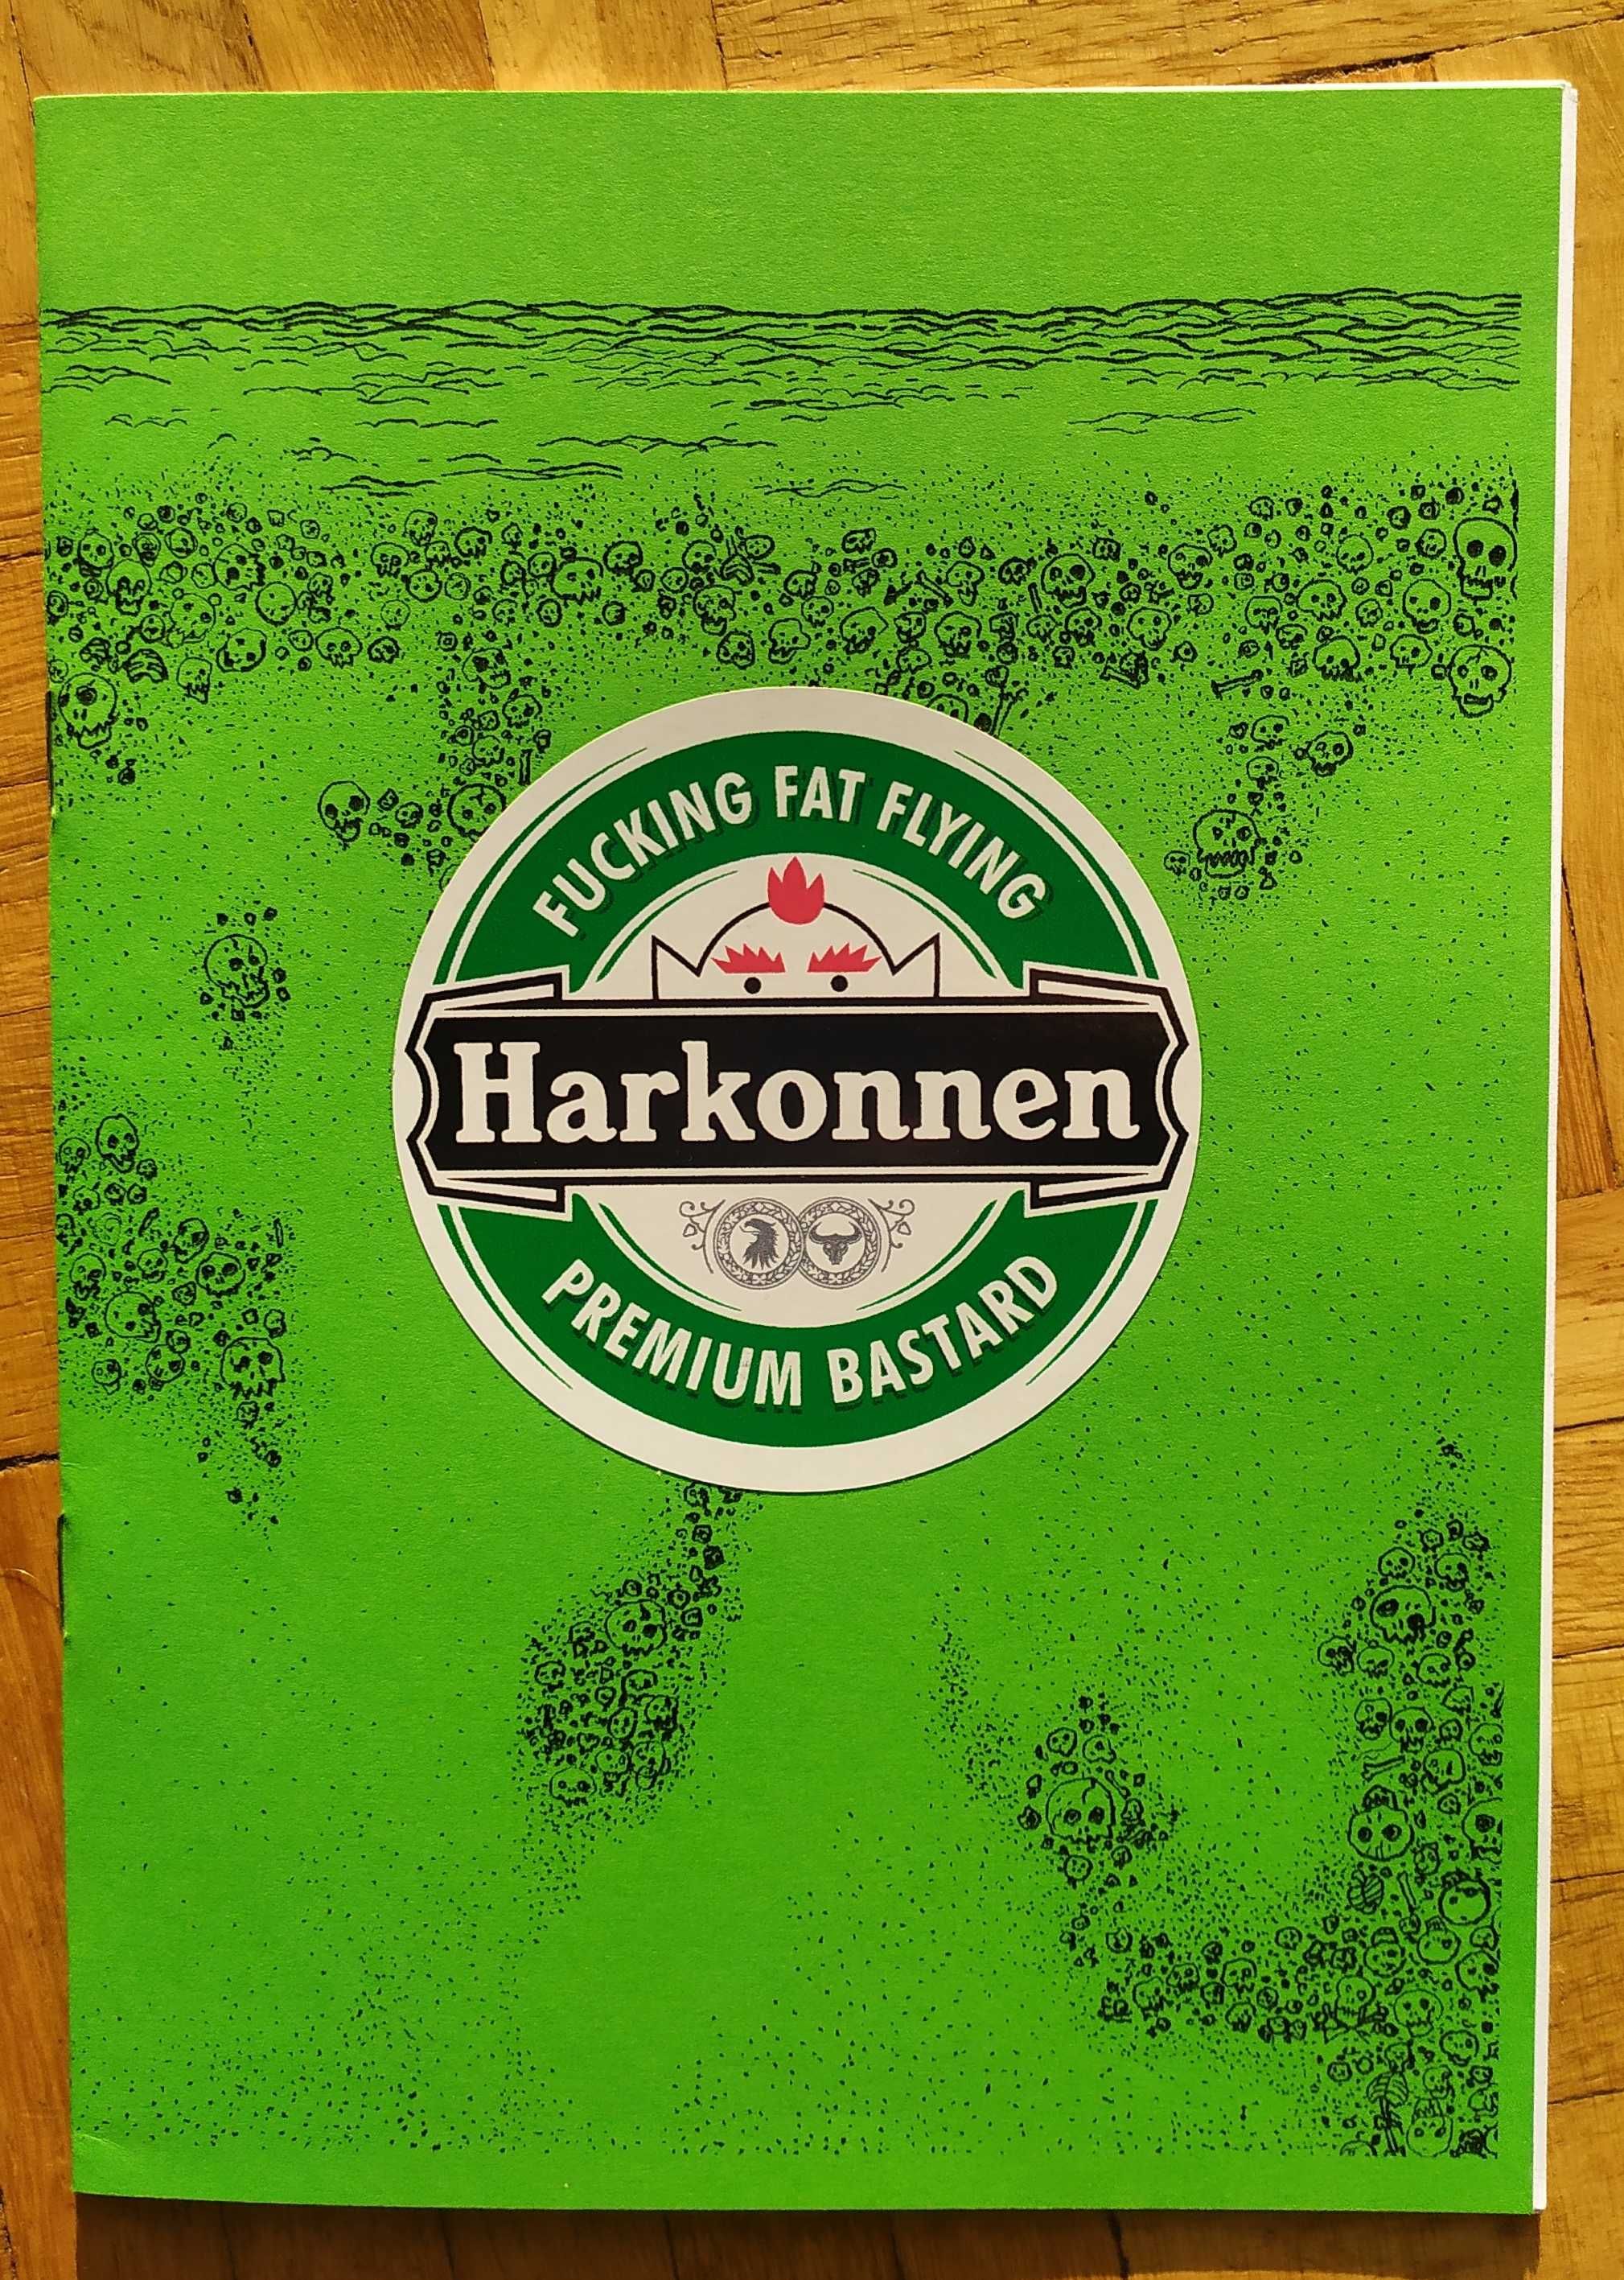 FUCKING FAT FLYING
Harkonnen
PREMIUM BASTARD